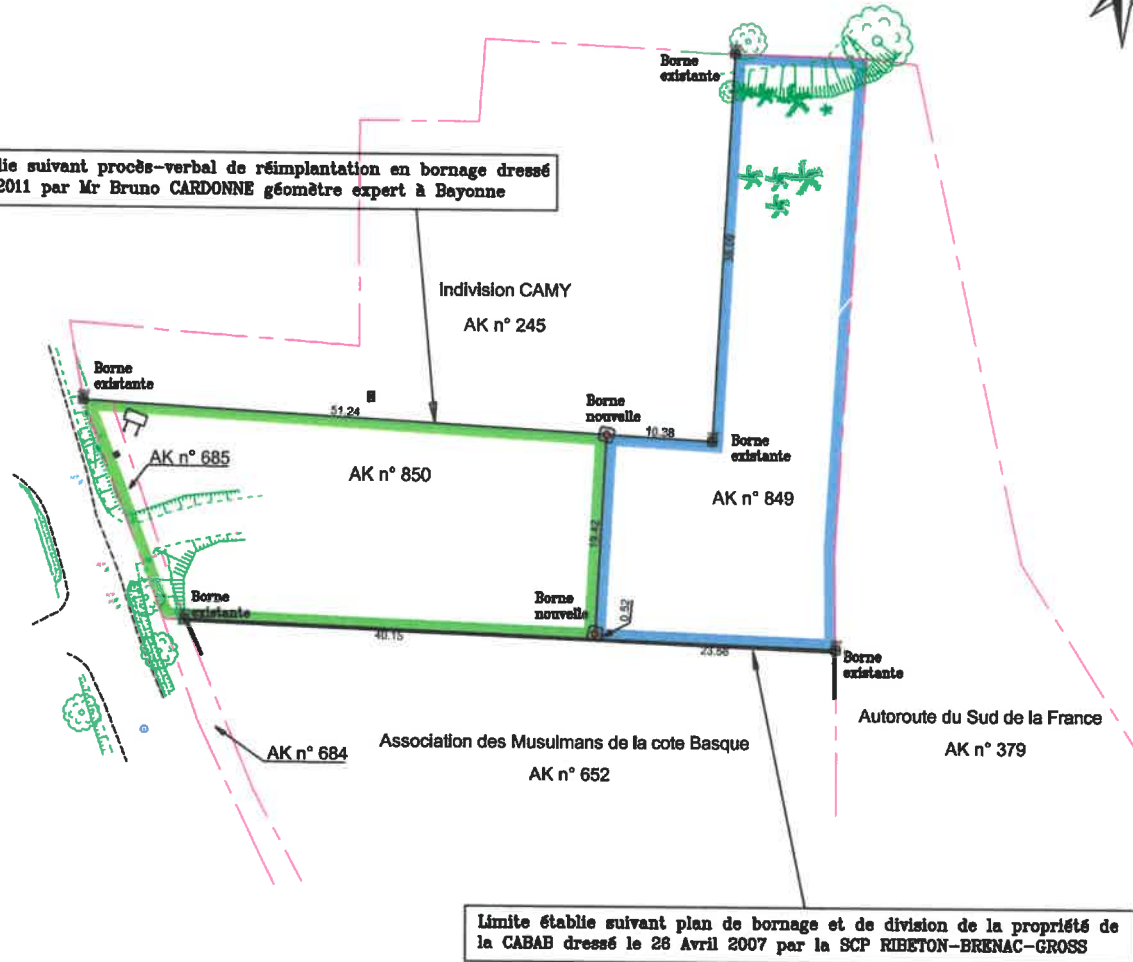 Borne
existante
lie suivant procès-verbal de réimplantation en bornage dressé
2011 par Mr Bruno CARDONNE géomètre expert à Bayonne
Indivision CAMY
AK n° 245
Borne
existante
51.24
Borne
nouvelle
10.38
Borne
existante
AK n° 685
AK n° 850
AK n° 849
19.42
Borne
existante
Borne
nouvelle
0.52
40.15
23.58
Borne
existante
Autoroute du Sud de la France
AK n° 379
Association des Musulmans de la cote Basque
AK n° 652
AK n° 684
Limite établie suivant plan de bornage et de division de la propriété de
la CABAB dressé le 26 Avril 2007 par la SCP RIBETON-BRENAC-GROSS